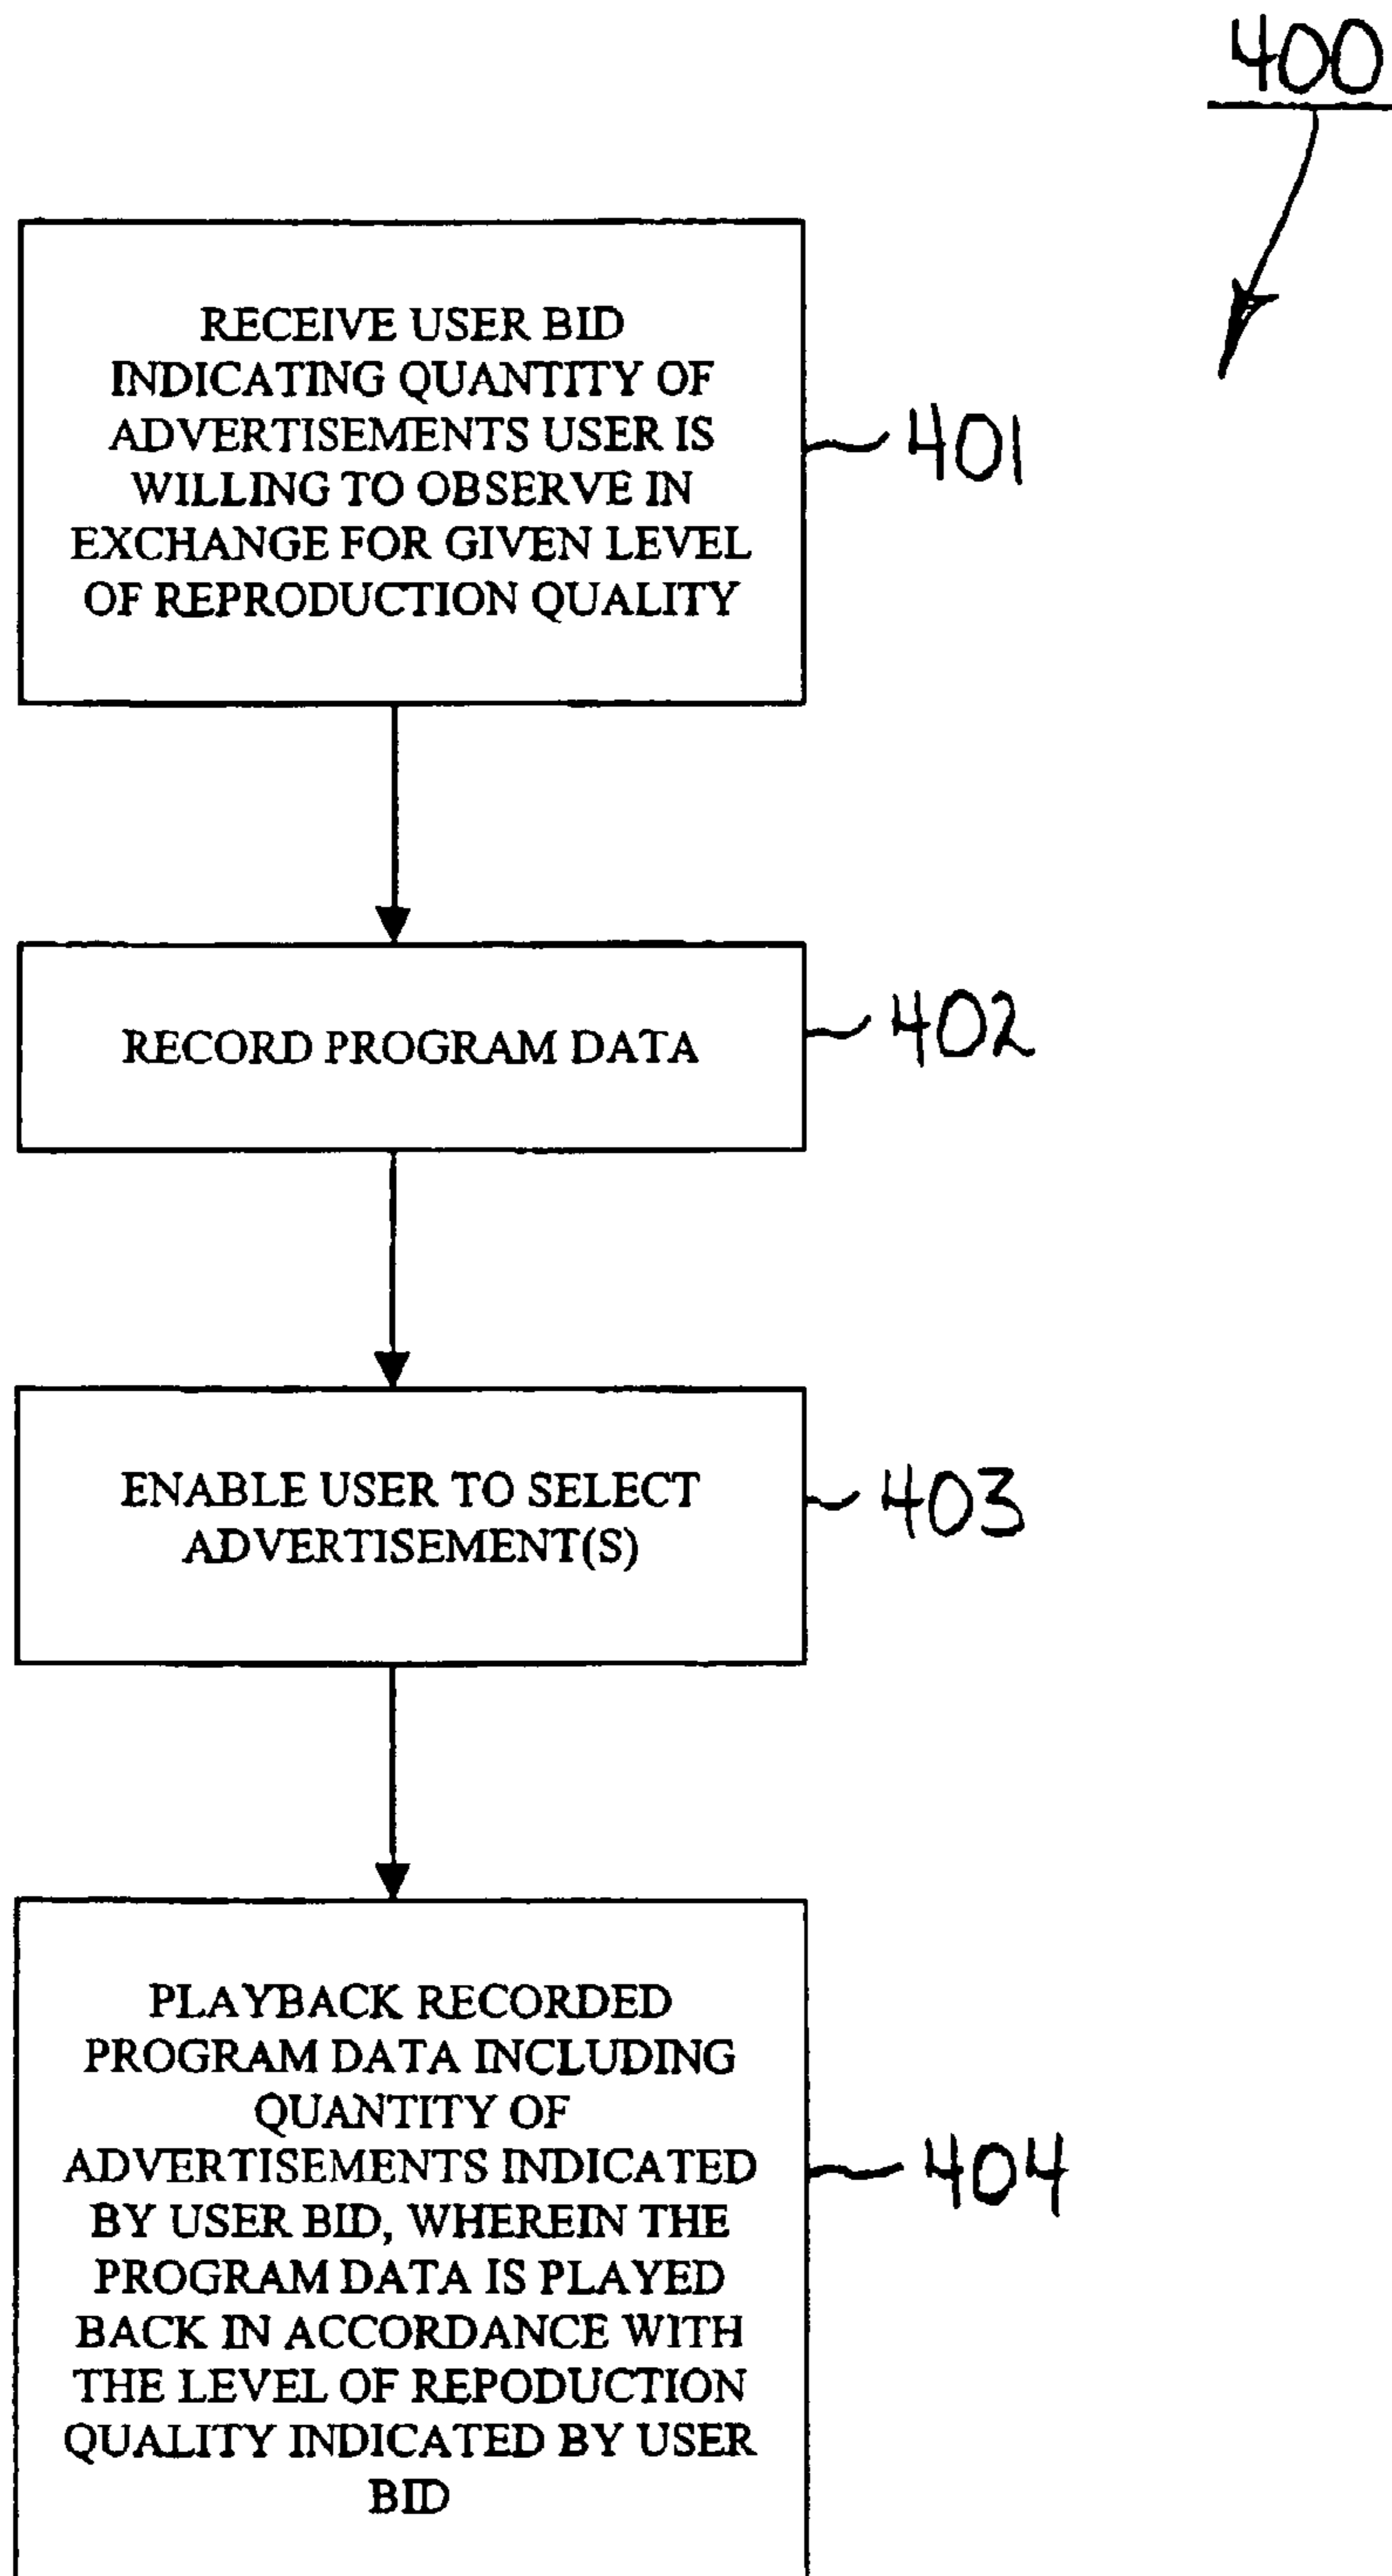 400
RECEIVE USER BID
INDICATING QUANTITY OF
ADVERTISEMENTS USER IS
WILLING TO OBSERVE IN
EXCHANGE FOR GIVEN LEVEL
OF REPRODUCTION QUALITY
401
RECORD PROGRAM DATA
402
ENABLE USER TO SELECT
ADVERTISEMENT(S)
403
PLAYBACK RECORDED
PROGRAM DATA INCLUDING
QUANTITY OF
ADVERTISEMENTS INDICATED
BY USER BID, WHEREIN THE
PROGRAM DATA IS PLAYED
BACK IN ACCORDANCE WITH
THE LEVEL OF REPODUCTION
QUALITY INDICATED BY USER
BID
404